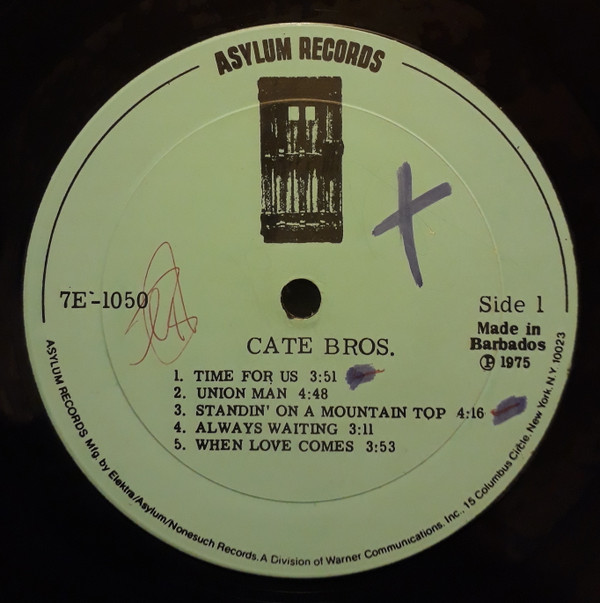 ASYLUM RECORDS
7E-1050
Side 1
Made in
Barbados
Ⓟ 1975
CATE BROS.
1. TIME FOR US 3:51
2. UNION MAN 4:48
3. STANDIN' ON A MOUNTAIN TOP 4:16
4. ALWAYS WAITING 3:11
5. WHEN LOVE COMES 3:53
ASYLUM RECORDS Mfg. by Elektra/Asylum/Nonesuch Records. A Division of Warner Communications. Inc., 15 Columbus Circle, New York, N.Y. 10023